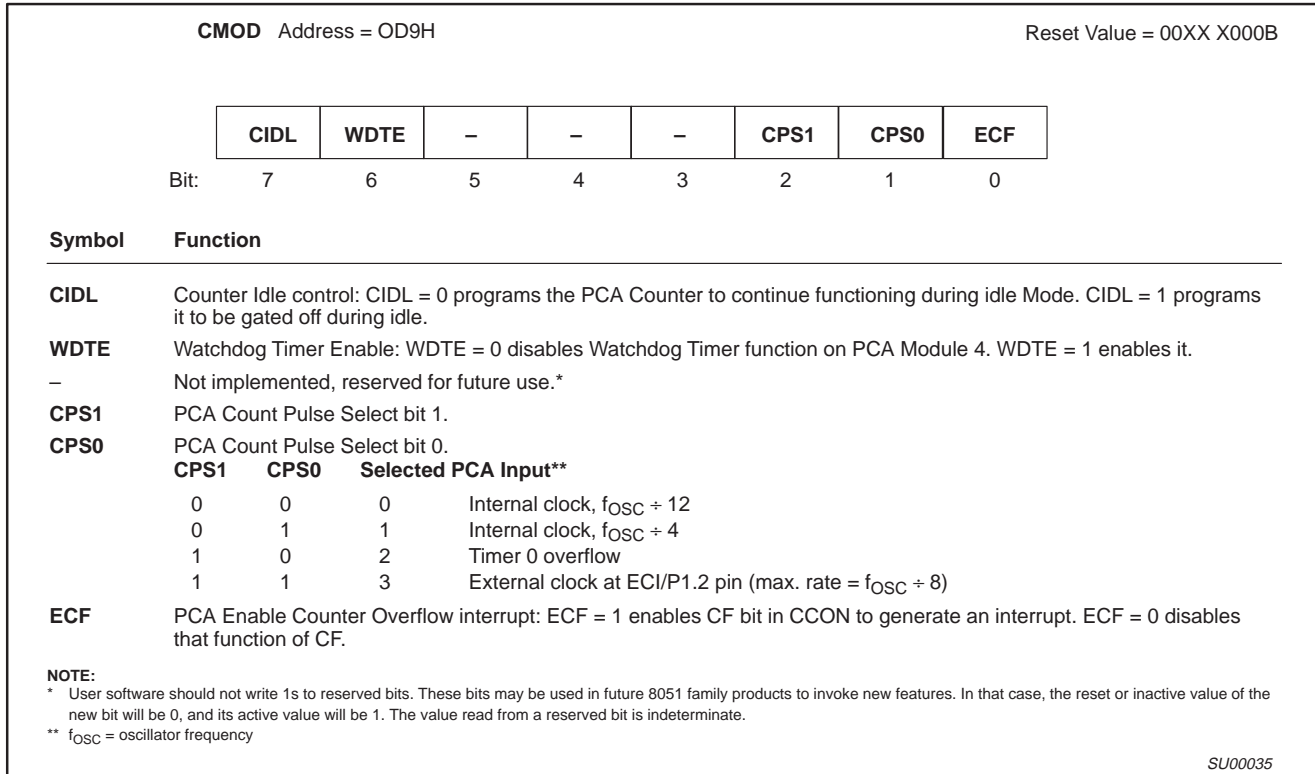 CMOD Address = OD9H Reset Value = 00XX X000B
CIDL WDTE – – – CPS1 CPS0 ECF
Bit: 7 6 5 4 3 2 1 0
Symbol Function
CIDL Counter Idle control: CIDL = 0 programs the PCA Counter to continue functioning during idle Mode. CIDL = 1 programs
it to be gated off during idle.
WDTE Watchdog Timer Enable: WDTE = 0 disables Watchdog Timer function on PCA Module 4. WDTE = 1 enables it.
– Not implemented, reserved for future use.*
CPS1 PCA Count Pulse Select bit 1.
CPS0 PCA Count Pulse Select bit 0.
CPS1 CPS0 Selected PCA Input**
0 0 0 Internal clock, fOSC ÷ 12
0 1 1 Internal clock, fOSC ÷ 4
1 0 2 Timer 0 overflow
1 1 3 External clock at ECI/P1.2 pin (max. rate = fOSC ÷ 8)
ECF PCA Enable Counter Overflow interrupt: ECF = 1 enables CF bit in CCON to generate an interrupt. ECF = 0 disables
that function of CF.
NOTE:
* User software should not write 1s to reserved bits. These bits may be used in future 8051 family products to invoke new features. In that case, the reset or inactive value of the
new bit will be 0, and its active value will be 1. The value read from a reserved bit is indeterminate.
** fOSC = oscillator frequency
SU00035